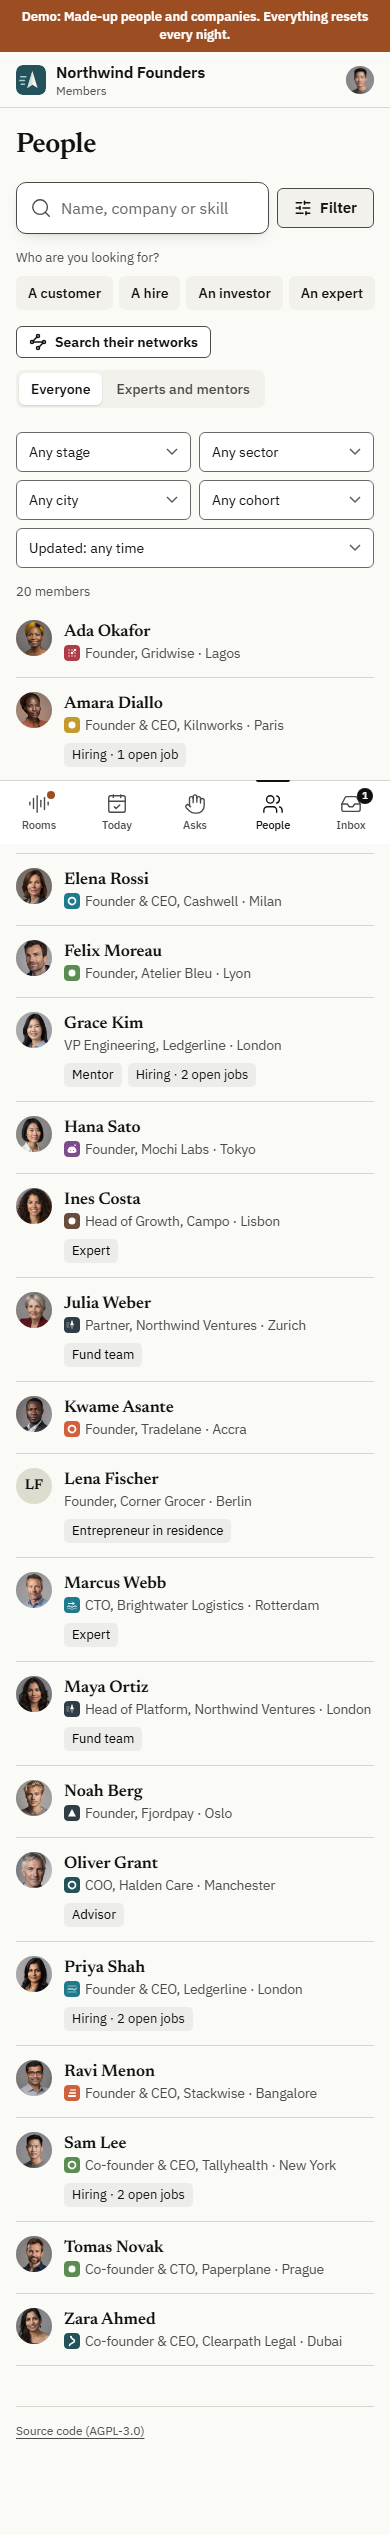 Demo: Made-up people and companies. Everything resets
every night.
Northwind Founders
Members
People
Name, company or skill
Filter
Who are you looking for?
A customer
A hire
An investor
An expert
Search their networks
Everyone
Experts and mentors
Any stage
Any sector
Any city
Any cohort
Updated: any time
20 members
Ada Okafor
Founder, Gridwise · Lagos
Amara Diallo
Founder & CEO, Kilnworks · Paris
Hiring · 1 open job
Rooms
Today
Asks
People
1
Inbox
Elena Rossi
Founder & CEO, Cashwell · Milan
Felix Moreau
Founder, Atelier Bleu · Lyon
Grace Kim
VP Engineering, Ledgerline · London
Mentor
Hiring · 2 open jobs
Hana Sato
Founder, Mochi Labs · Tokyo
Ines Costa
Head of Growth, Campo · Lisbon
Expert
Julia Weber
Partner, Northwind Ventures · Zurich
Fund team
Kwame Asante
Founder, Tradelane · Accra
LF
Lena Fischer
Founder, Corner Grocer · Berlin
Entrepreneur in residence
Marcus Webb
CTO, Brightwater Logistics · Rotterdam
Expert
Maya Ortiz
Head of Platform, Northwind Ventures · London
Fund team
Noah Berg
Founder, Fjordpay · Oslo
Oliver Grant
COO, Halden Care · Manchester
Advisor
Priya Shah
Founder & CEO, Ledgerline · London
Hiring · 2 open jobs
Ravi Menon
Founder & CEO, Stackwise · Bangalore
Sam Lee
Co-founder & CEO, Tallyhealth · New York
Hiring · 2 open jobs
Tomas Novak
Co-founder & CTO, Paperplane · Prague
Zara Ahmed
Co-founder & CEO, Clearpath Legal · Dubai
Source code (AGPL-3.0)